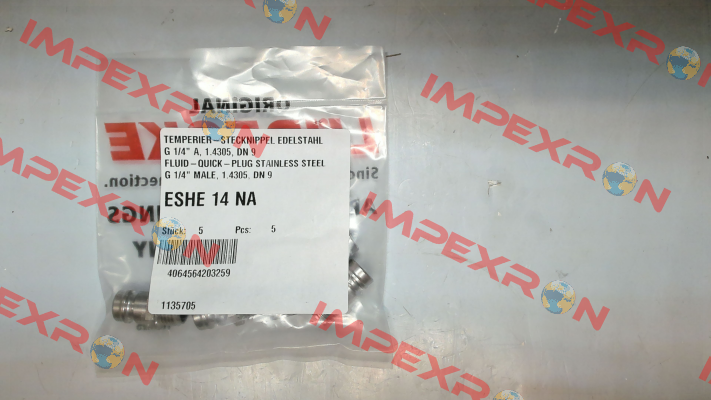 IMPEXRON
IMPEXRON
IMPEXRON
IMPEXRON
IMPEXRON
ORIGINAL
TEMPERIER-STECKNIPPEL EDELSTAHL
G 1/4" A, 1.4305, DN 9
FLUID-QUICK-PLUG STAINLESS STEEL
G 1/4" MALE, 1.4305, DN 9
ESHE 14 NA
Stück: 5 Pcs: 5
4064564203259
1135705